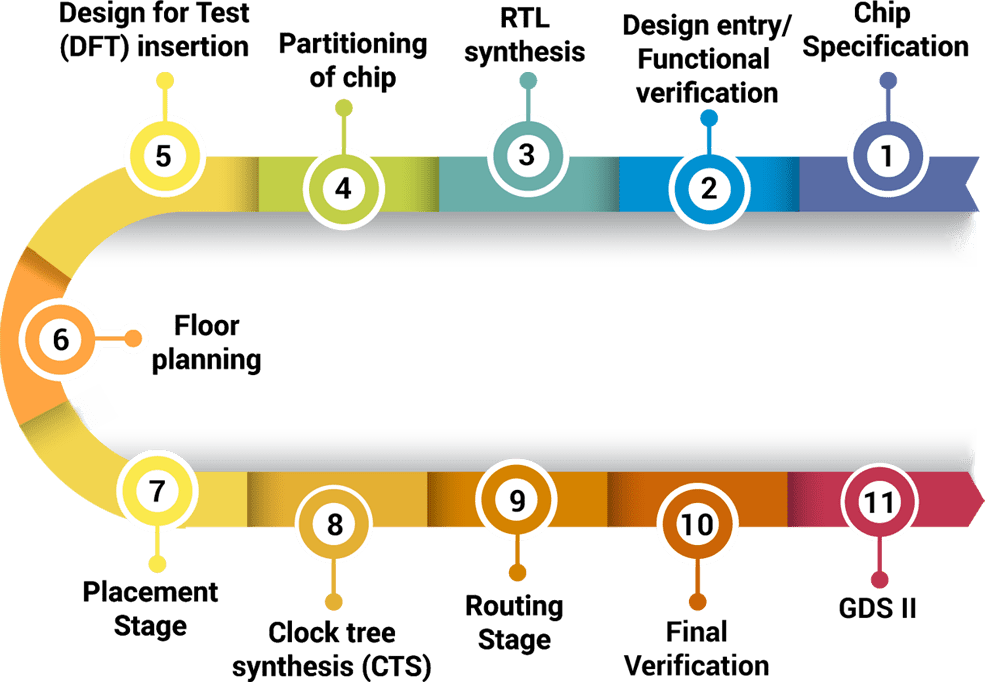 Chip
Specification
1
Design entry/
Functional
verification
2
RTL
synthesis
3
Partitioning
of chip
4
Design for Test
(DFT) insertion
5
6
Floor
planning
7
Placement
Stage
8
Clock tree
synthesis (CTS)
9
Routing
Stage
10
Final
Verification
11
GDS II